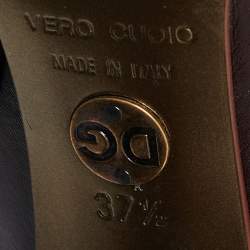 VERO CUOIO
MADE IN ITALY
DG
37½